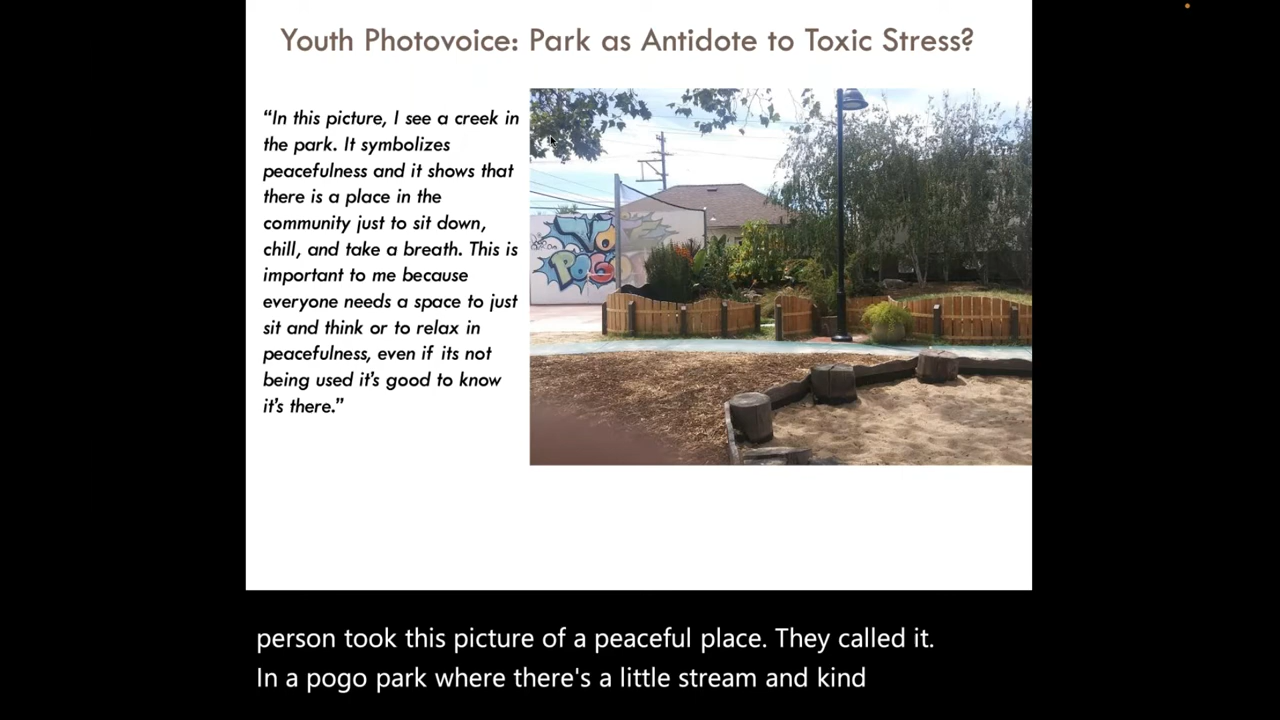 Youth Photovoice: Park as Antidote to Toxic Stress?
“In this picture, I see a creek in
the park. It symbolizes
peacefulness and it shows that
there is a place in the
community just to sit down,
chill, and take a breath. This is
important to me because
everyone needs a space to just
sit and think or to relax in
peacefulness, even if its not
being used it’s good to know
it’s there.”
POGO
person took this picture of a peaceful place. They called it.
In a pogo park where there's a little stream and kind